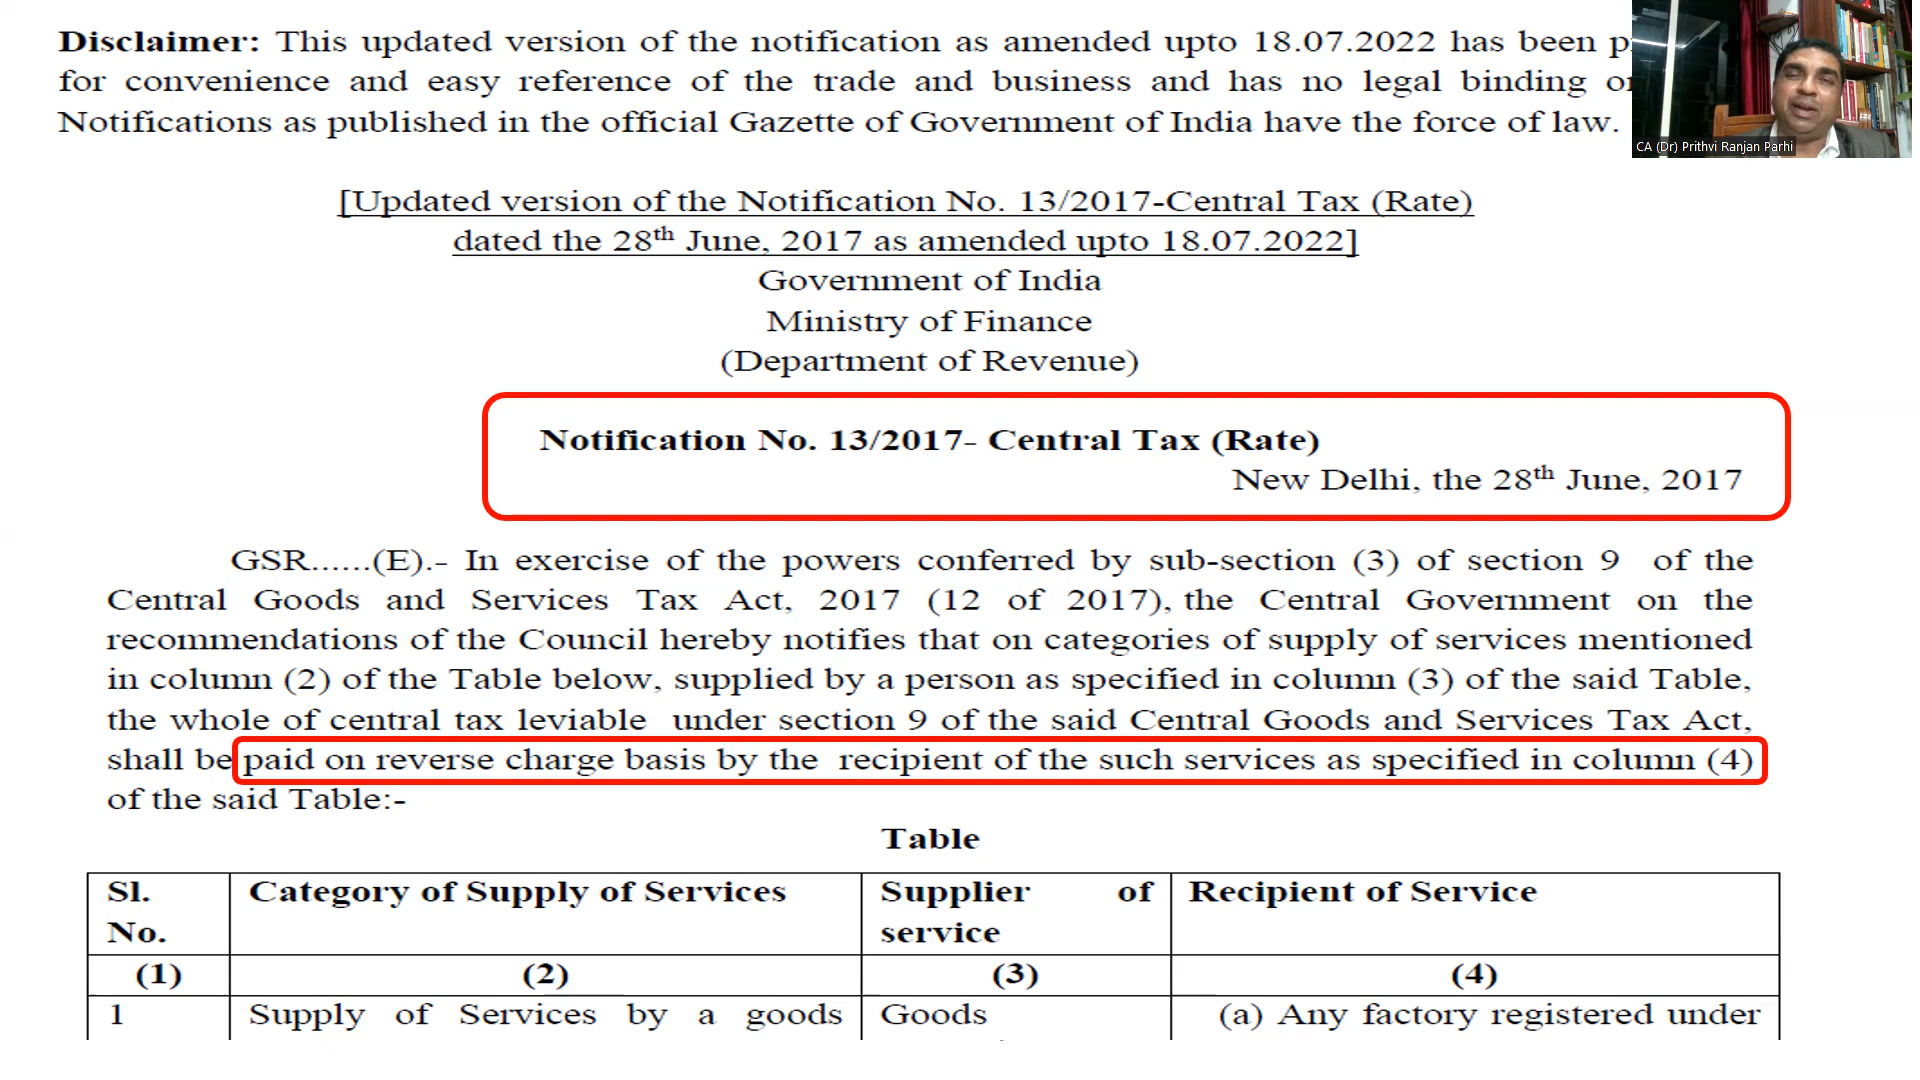 Disclaimer: This updated version of the notification as amended upto 18.07.2022 has been
for convenience and easy reference of the trade and business and has no legal binding
Notifications as published in the official Gazette of Government of India have the force of law.
CA (Dr) Prithvi Ranjan Parhi
[Updated version of the Notification No. 13/2017-Central Tax (Rate)
dated the 28th June, 2017 as amended upto 18.07.2022]
Government of India
Ministry of Finance
(Department of Revenue)
Notification No. 13/2017- Central Tax (Rate)
New Delhi, the 28th June, 2017
GSR......(E).- In exercise of the powers conferred by sub-section (3) of section 9 of the
Central Goods and Services Tax Act, 2017 (12 of 2017), the Central Government on the
recommendations of the Council hereby notifies that on categories of supply of services mentioned
in column (2) of the Table below, supplied by a person as specified in column (3) of the said Table,
the whole of central tax leviable under section 9 of the said Central Goods and Services Tax Act,
shall be paid on reverse charge basis by the recipient of the such services as specified in column (4)
of the said Table:-
Table
Sl. No. Category of Supply of Services Supplier of service Recipient of Service
(1) (2) (3) (4)
1 Supply of Services by a goods Goods (a) Any factory registered under